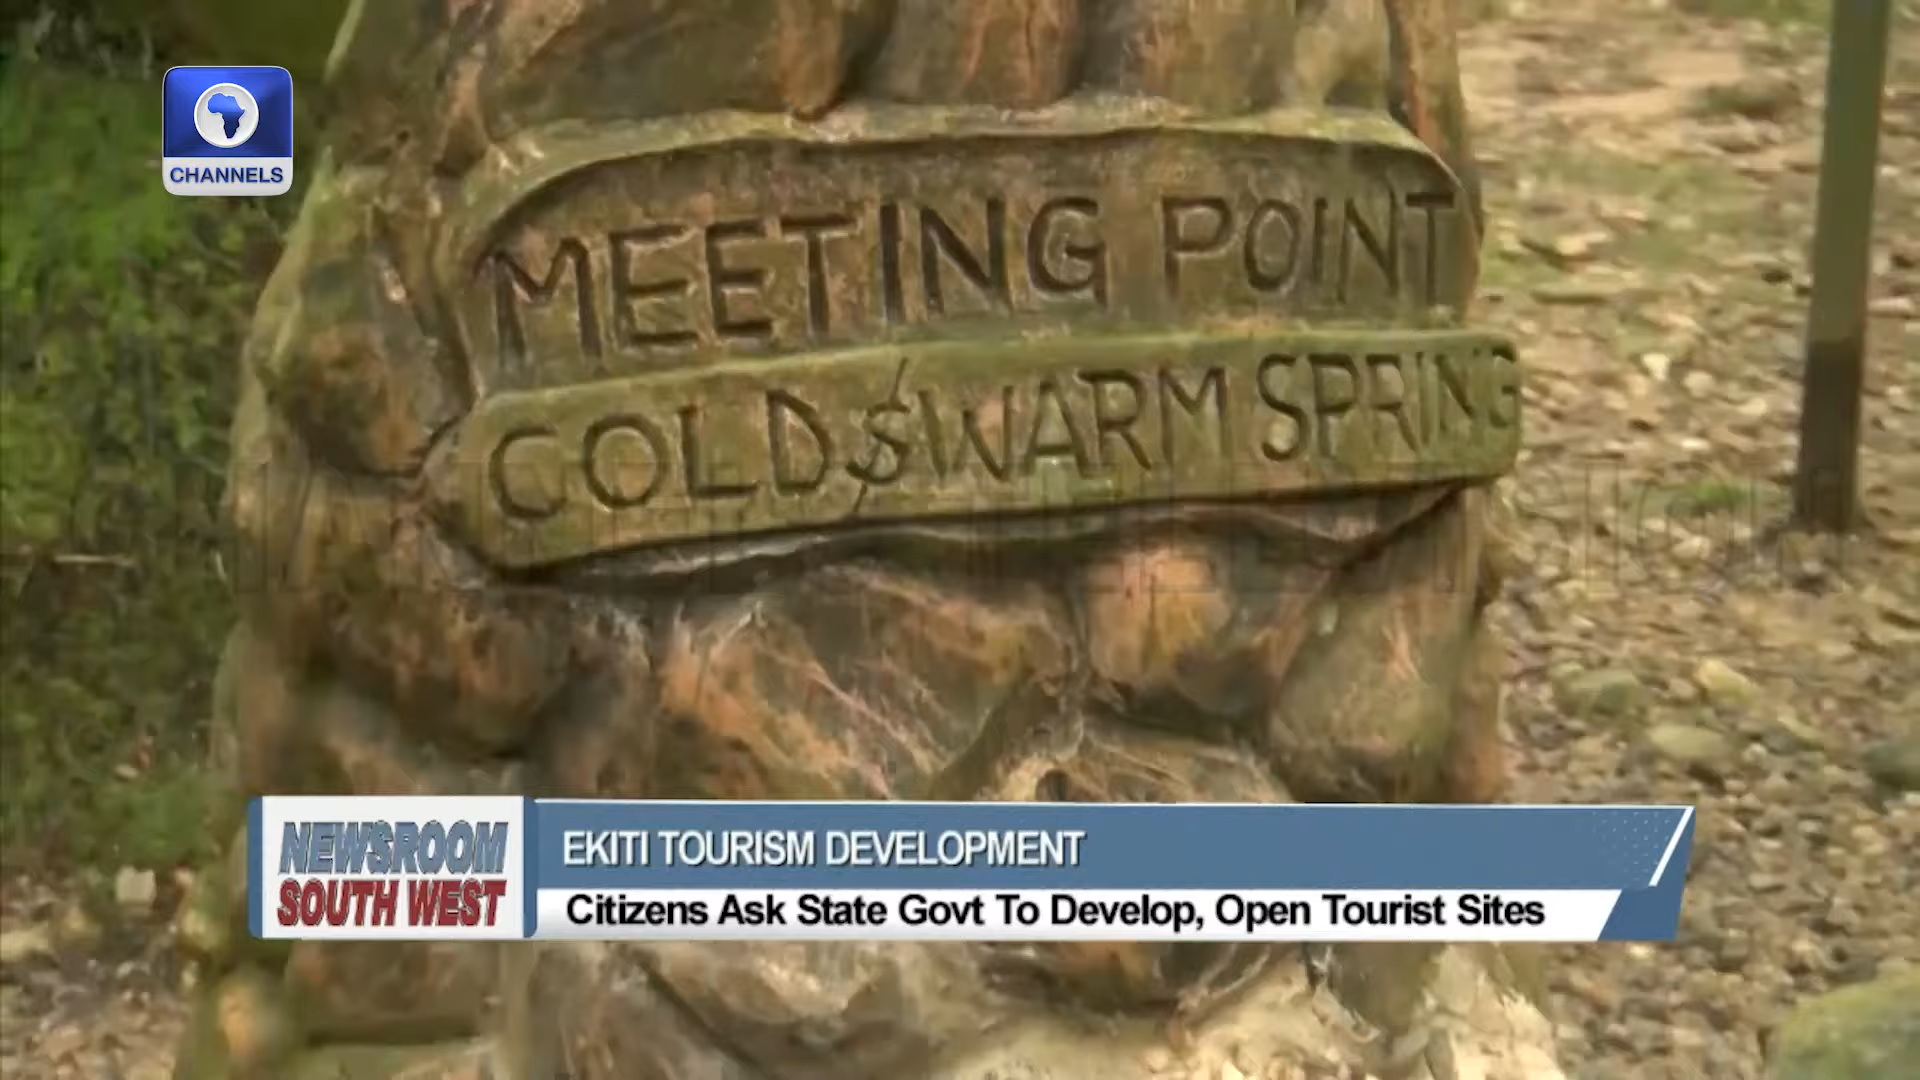 CHANNELS
MEETING POINT
COLD$WARM SPRING
NEWSROOM
SOUTH WEST
EKITI TOURISM DEVELOPMENT
Citizens Ask State Govt To Develop, Open Tourist Sites